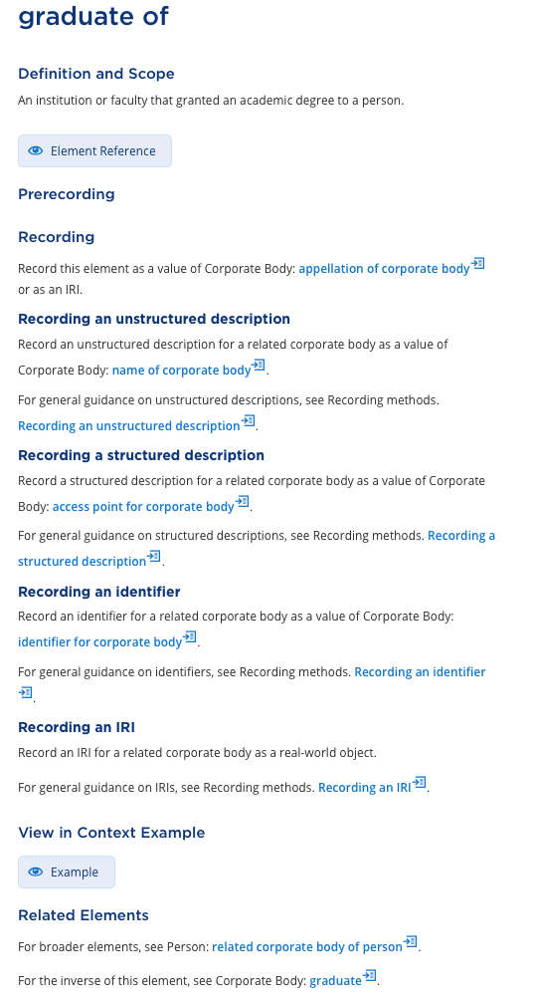 graduate of
Definition and Scope
An institution or faculty that granted an academic degree to a person.
Element Reference
Prerecording
Recording
Record this element as a value of Corporate Body: appellation of corporate body
or as an IRI.
Recording an unstructured description
Record an unstructured description for a related corporate body as a value of
Corporate Body: name of corporate body.
For general guidance on unstructured descriptions, see Recording methods.
Recording an unstructured description.
Recording a structured description
Record a structured description for a related corporate body as a value of Corporate
Body: access point for corporate body.
For general guidance on structured descriptions, see Recording methods. Recording a
structured description.
Recording an identifier
Record an identifier for a related corporate body as a value of Corporate Body:
identifier for corporate body.
For general guidance on identifiers, see Recording methods. Recording an identifier
.
Recording an IRI
Record an IRI for a related corporate body as a real-world object.
For general guidance on IRIs, see Recording methods. Recording an IRI.
View in Context Example
Example
Related Elements
For broader elements, see Person: related corporate body of person.
For the inverse of this element, see Corporate Body: graduate.